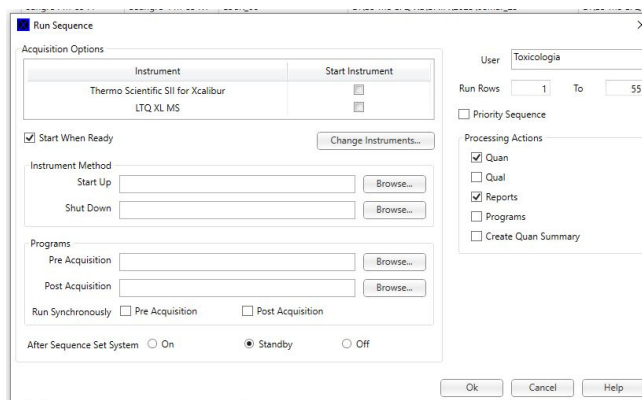 Run Sequence
Acquisition Options
Instrument Start Instrument
Thermo Scientific SII for Xcalibur
LTQ XL MS
Start When Ready
Change Instruments...
Instrument Method
Start Up Browse...
Shut Down Browse...
Programs
Pre Acquisition Browse...
Post Acquisition Browse...
Run Synchronously Pre Acquisition Post Acquisition
After Sequence Set System On Standby Off
User Toxicologia
Run Rows 1 To 55
Priority Sequence
Processing Actions
Quan
Qual
Reports
Programs
Create Quan Summary
Ok Cancel Help